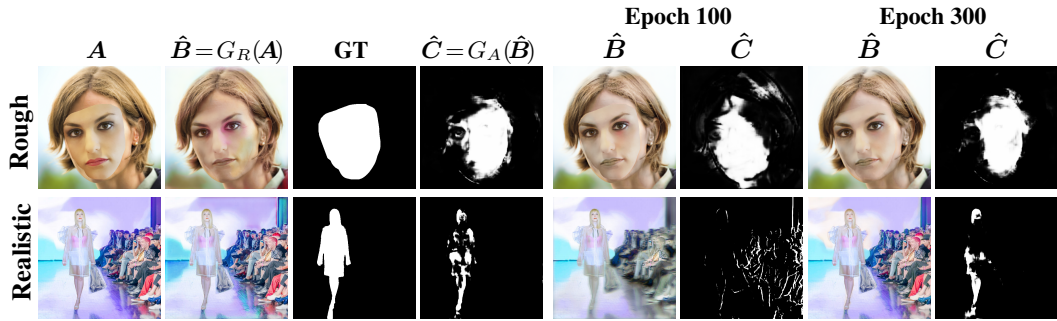 Epoch 100 Epoch 300
A B̂ = G_R(A) GT Ĉ = G_A(B̂) B̂ Ĉ B̂ Ĉ
Rough
Realistic